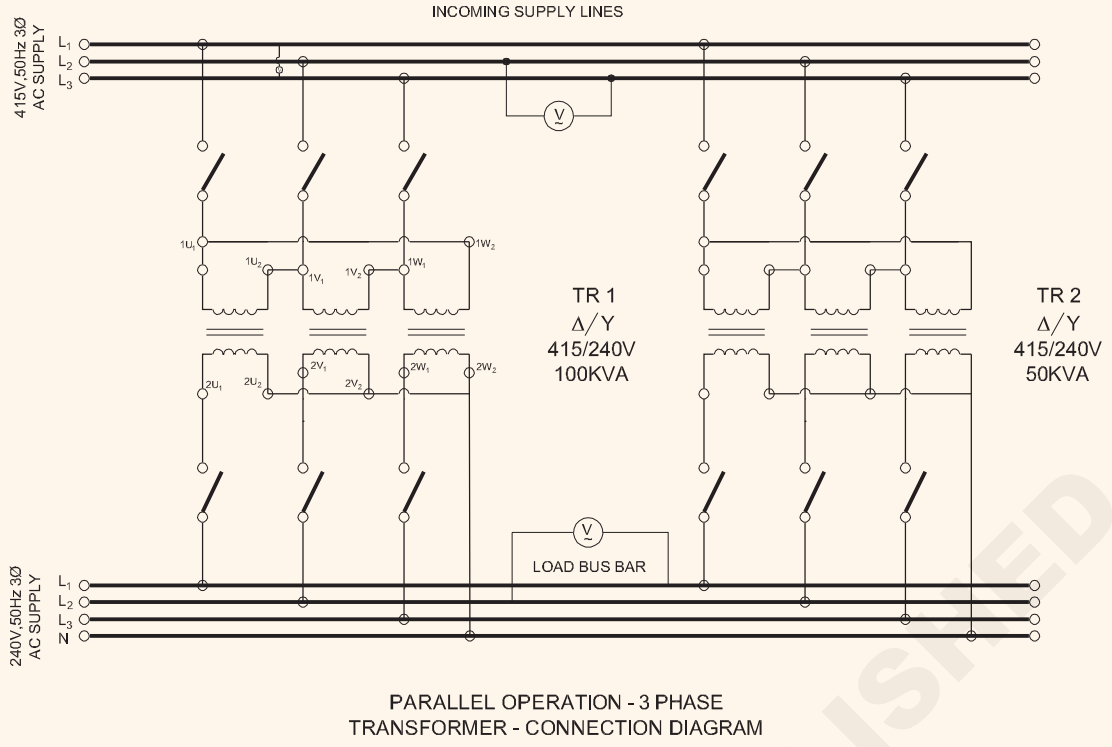 INCOMING SUPPLY LINES
415V,50Hz 3Ø
AC SUPPLY
L₁
L₂
L₃
V
~
1U₁
1W₂
1U₂
1V₁
1V₂
1W₁
TR 1
Δ/Y
415/240V
100KVA
TR 2
Δ/Y
415/240V
50KVA
2U₁
2U₂
2V₁
2V₂
2W₁
2W₂
V
~
LOAD BUS BAR
240V,50Hz 3Ø
AC SUPPLY
L₁
L₂
L₃
N
PARALLEL OPERATION - 3 PHASE
TRANSFORMER - CONNECTION DIAGRAM
ISHED